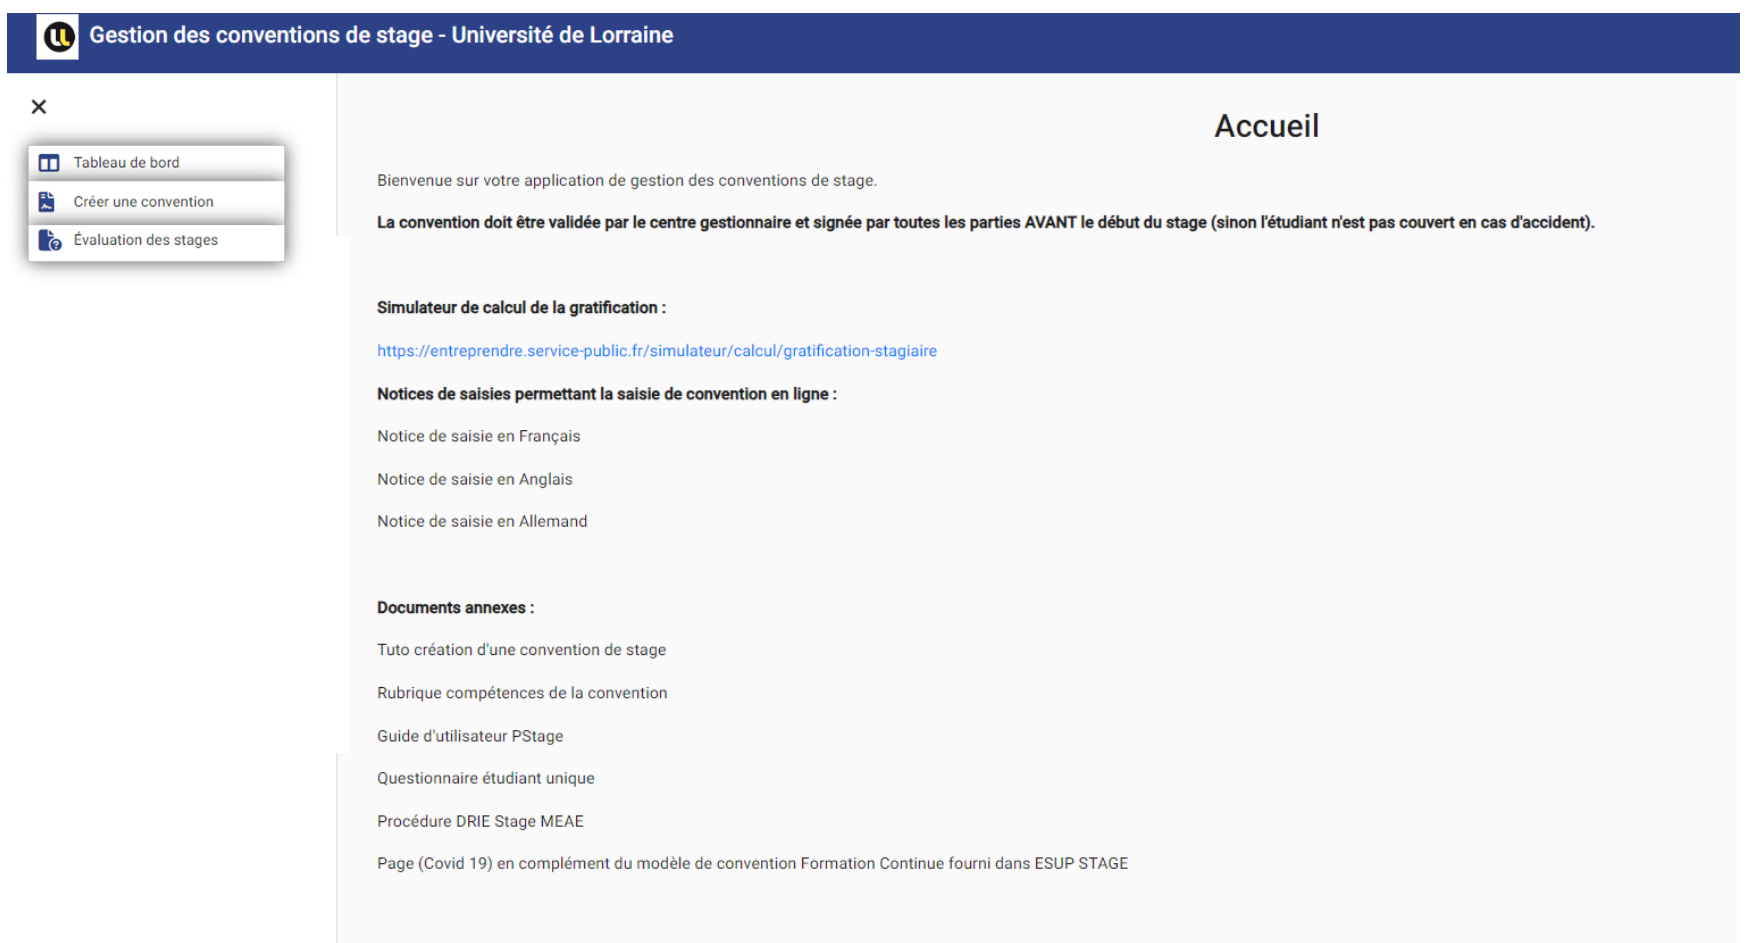 Gestion des conventions de stage - Université de Lorraine
Tableau de bord
Créer une convention
Évaluation des stages
Accueil
Bienvenue sur votre application de gestion des conventions de stage.
La convention doit être validée par le centre gestionnaire et signée par toutes les parties AVANT le début du stage (sinon l'étudiant n'est pas couvert en cas d'accident).
Simulateur de calcul de la gratification :
https://entreprendre.service-public.fr/simulateur/calcul/gratification-stagiaire
Notices de saisies permettant la saisie de convention en ligne :
Notice de saisie en Français
Notice de saisie en Anglais
Notice de saisie en Allemand
Documents annexes :
Tuto création d'une convention de stage
Rubrique compétences de la convention
Guide d'utilisateur PStage
Questionnaire étudiant unique
Procédure DRIE Stage MEAE
Page (Covid 19) en complément du modèle de convention Formation Continue fourni dans ESUP STAGE